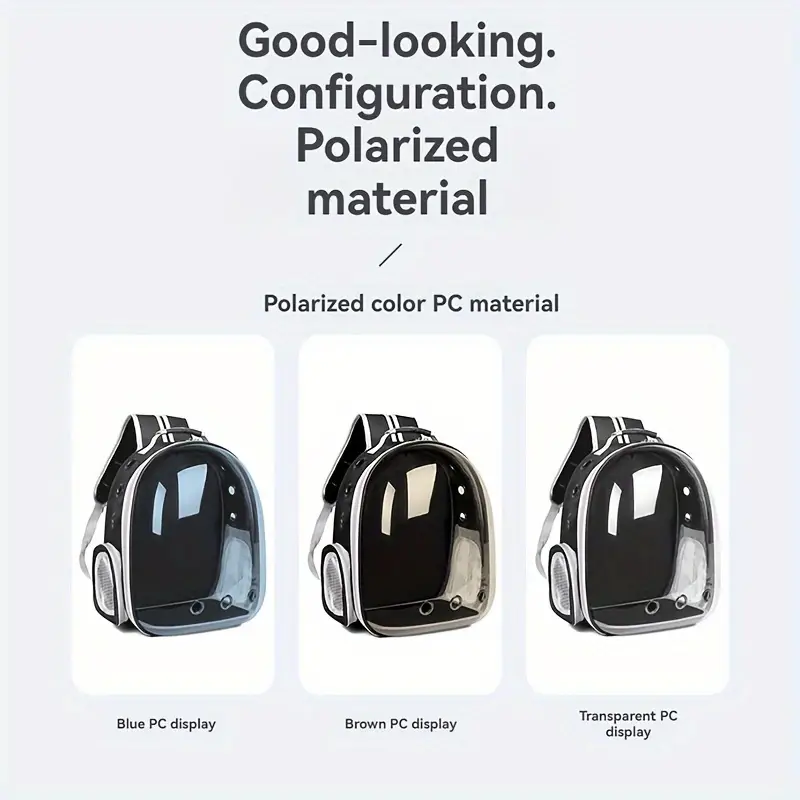 Good-looking.
Configuration.
Polarized
material
Polarized color PC material
Blue PC display
Brown PC display
Transparent PC
display